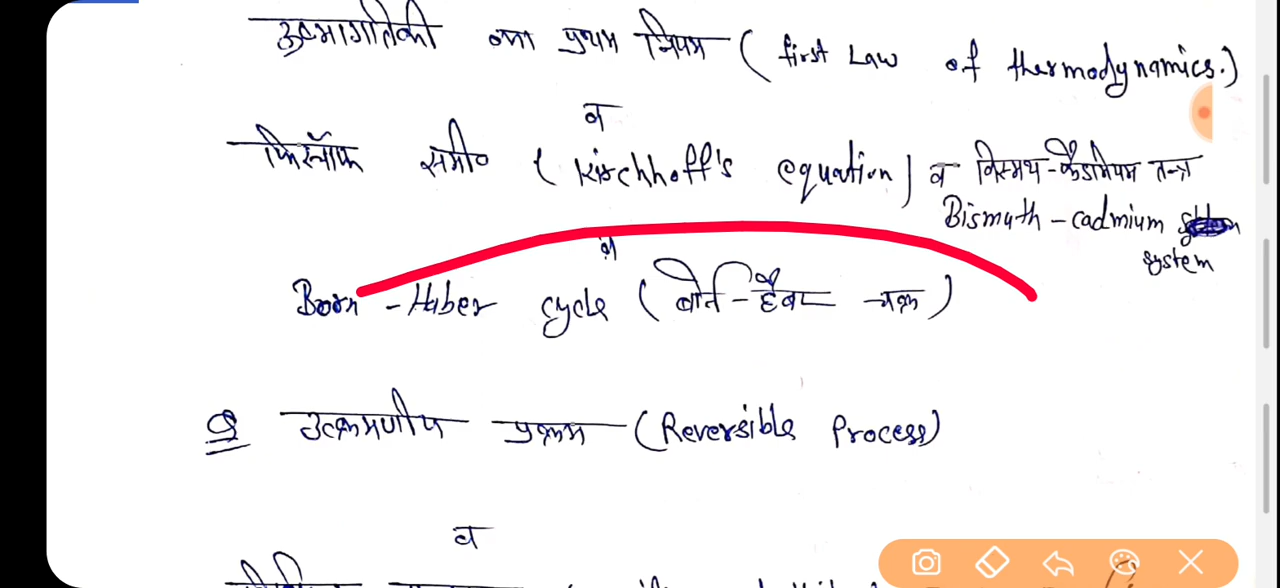 उष्मागतिकी का प्रथम नियम (first Law of thermodynamics.)
व
किरचॉफ समी० (Kirchhoff's equation) व बिस्मथ-कैडमियम तन्त्र
Bismuth-cadmium
system
व
Born-Haber cycle (बोर्न-हैबर चक्र)
Q उत्क्रमणीय प्रक्रम (Reversible Process)
व